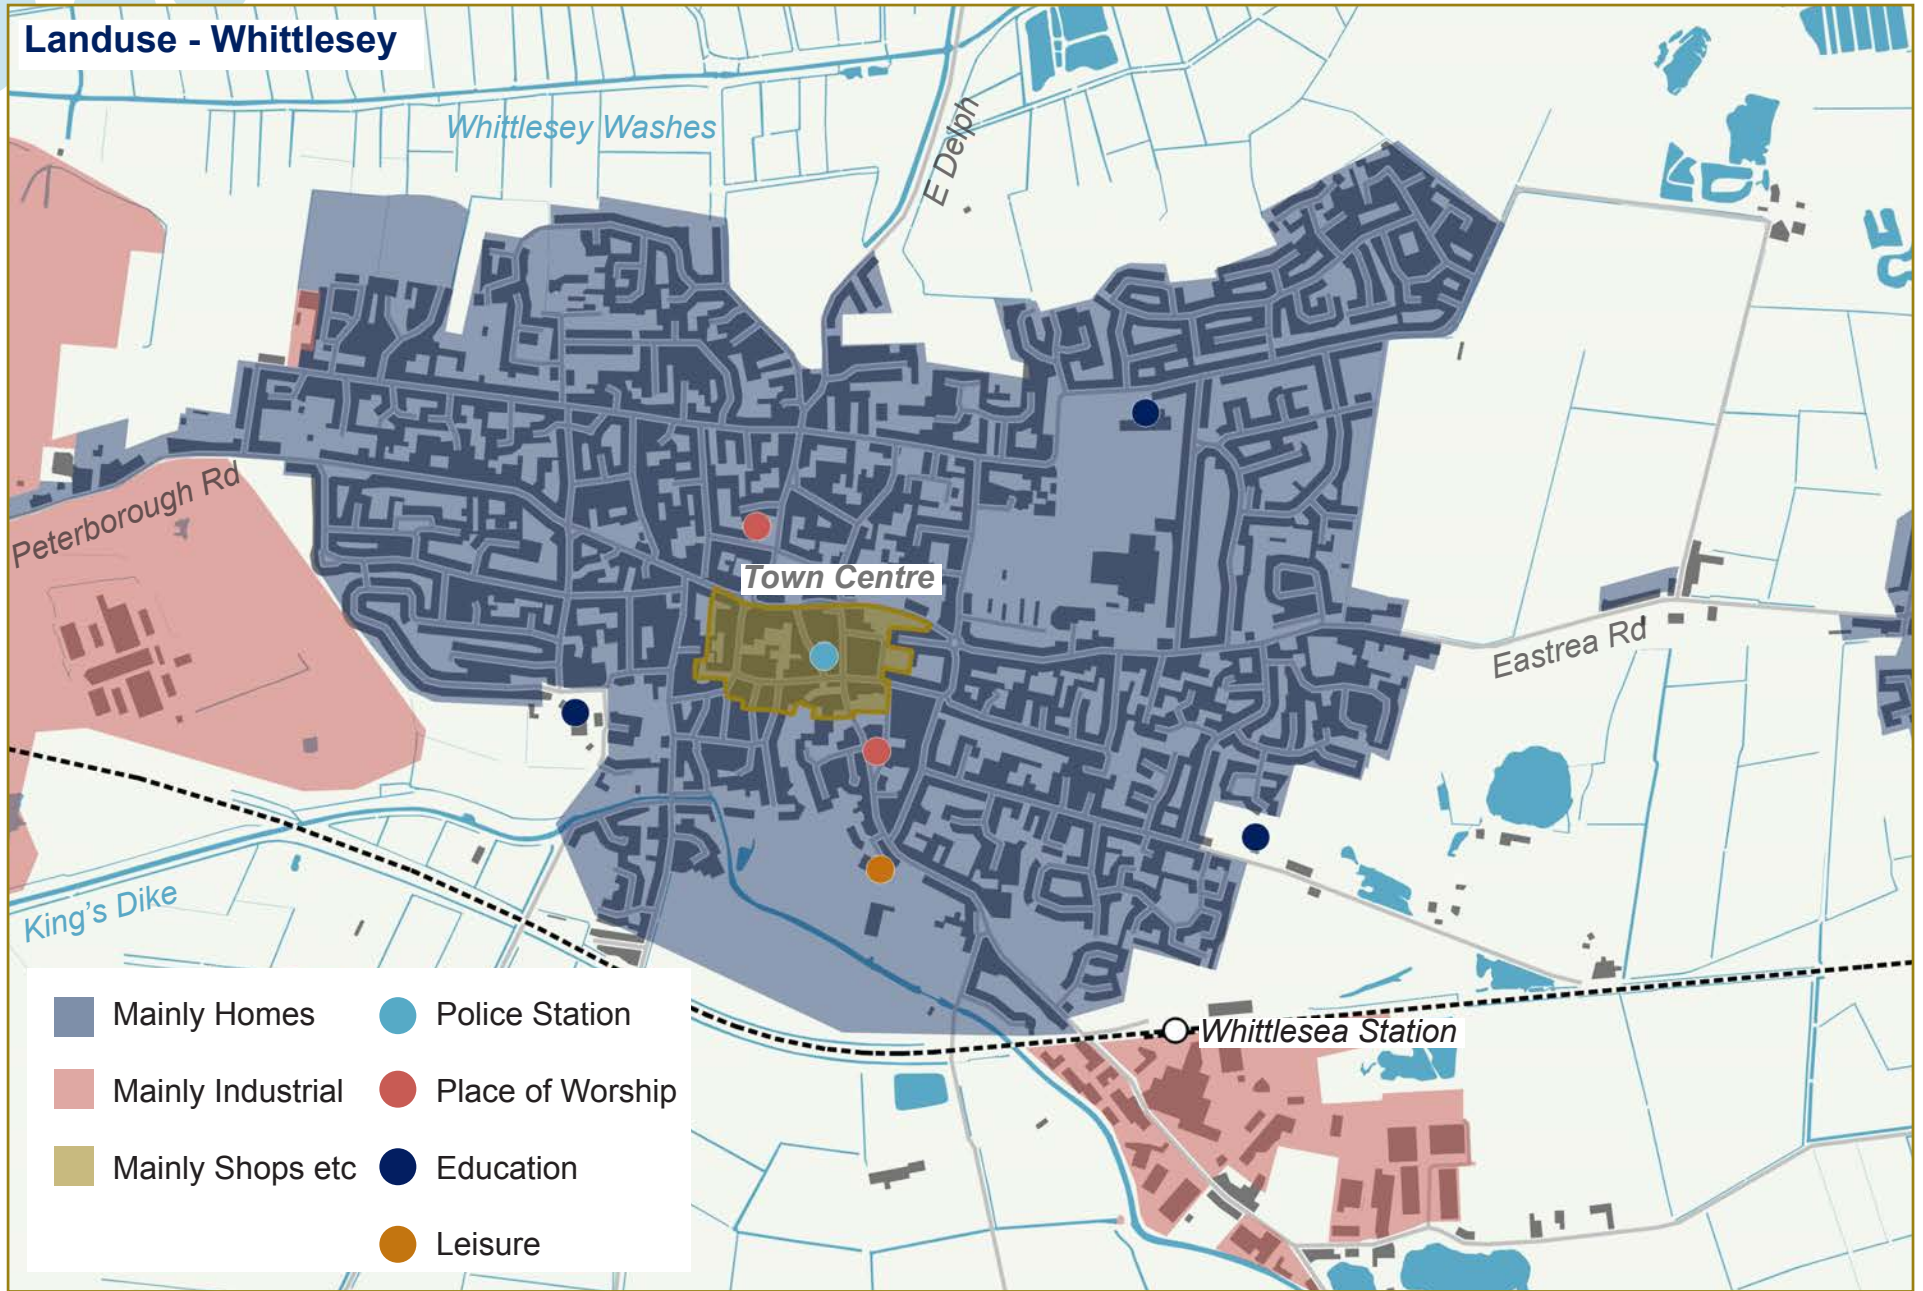 Landuse - Whittlesey
Whittlesey Washes
E Delph
Peterborough Rd
Town Centre
Eastrea Rd
King's Dike
Whittlesea Station
Mainly Homes
Police Station
Mainly Industrial
Place of Worship
Mainly Shops etc
Education
Leisure